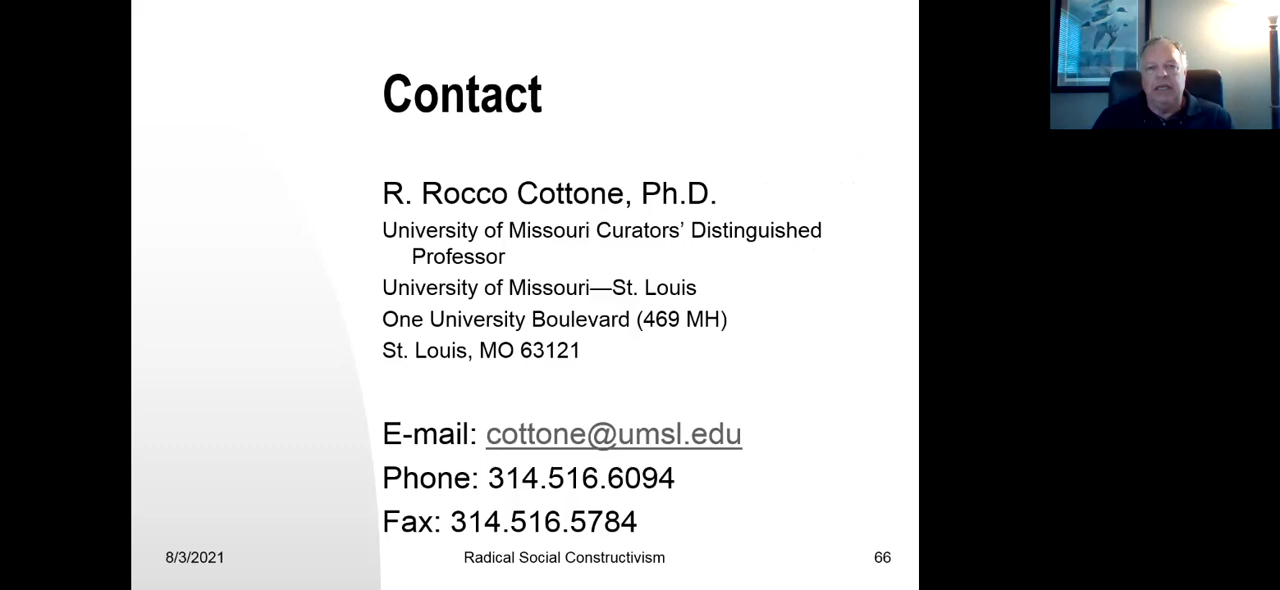 Contact
R. Rocco Cottone, Ph.D.
University of Missouri Curators’ Distinguished
Professor
University of Missouri—St. Louis
One University Boulevard (469 MH)
St. Louis, MO 63121
E-mail: cottone@umsl.edu
Phone: 314.516.6094
Fax: 314.516.5784
8/3/2021 Radical Social Constructivism 66